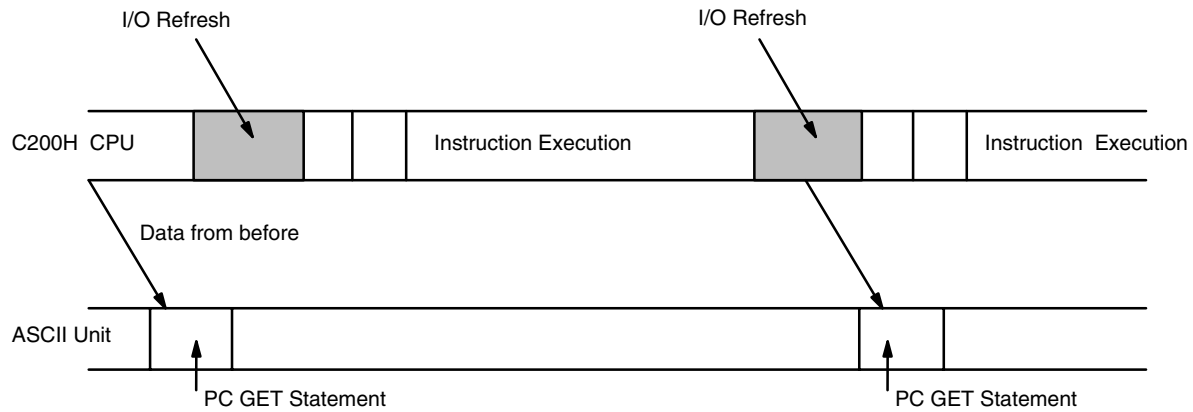 I/O Refresh
I/O Refresh
C200H CPU
Instruction Execution
Instruction Execution
Data from before
ASCII Unit
PC GET Statement
PC GET Statement